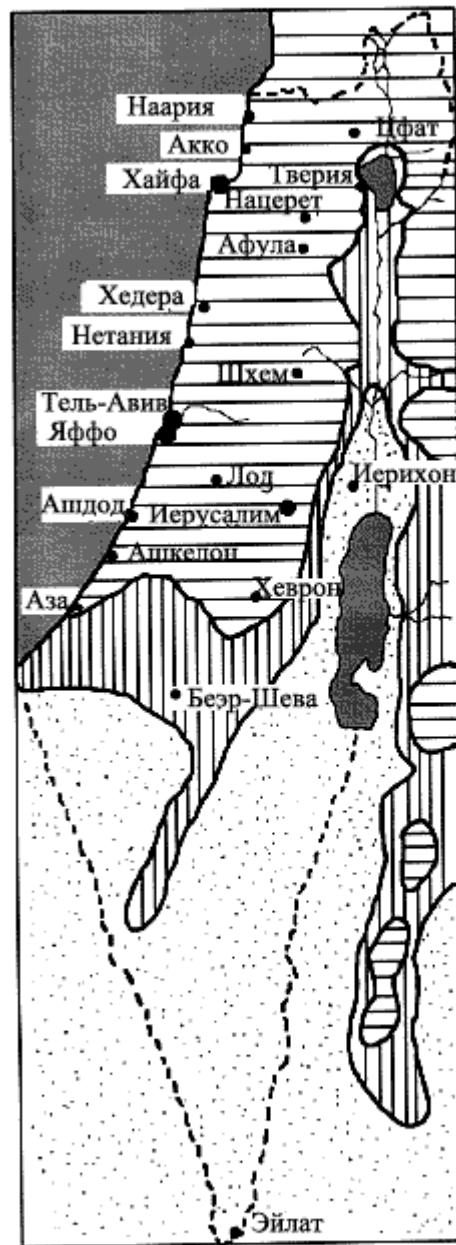 Наария
Цфат
Акко
Хайфа
Тверия
Нацерет
Афула
Хедера
Нетания
Шхем
Тель-Авив
Яффо
Лод
Иерихон
Ашдод
Иерусалим
Ашкелон
Аза
Хеврон
Беэр-Шева
Эйлат